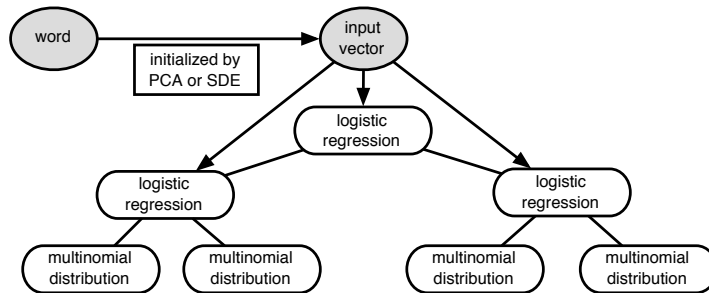 word
input
vector
initialized by
PCA or SDE
logistic
regression
logistic
regression
logistic
regression
multinomial
distribution
multinomial
distribution
multinomial
distribution
multinomial
distribution